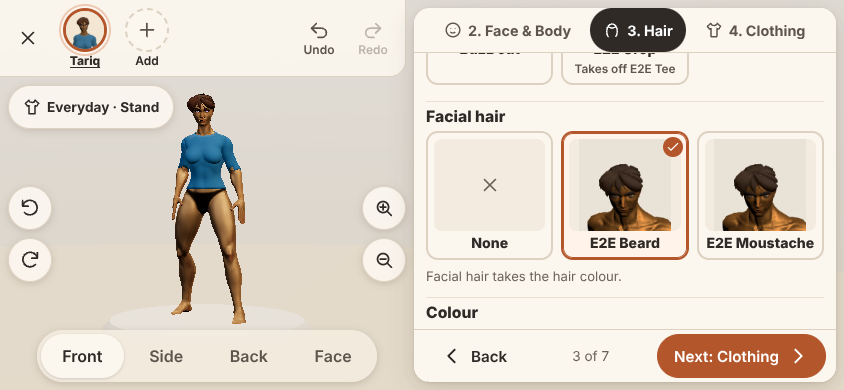 Tariq
Add
Undo
Redo
Everyday · Stand
Front
Side
Back
Face
2. Face & Body
3. Hair
4. Clothing
Takes off E2E Tee
Facial hair
None
E2E Beard
E2E Moustache
Facial hair takes the hair colour.
Colour
Back
3 of 7
Next: Clothing